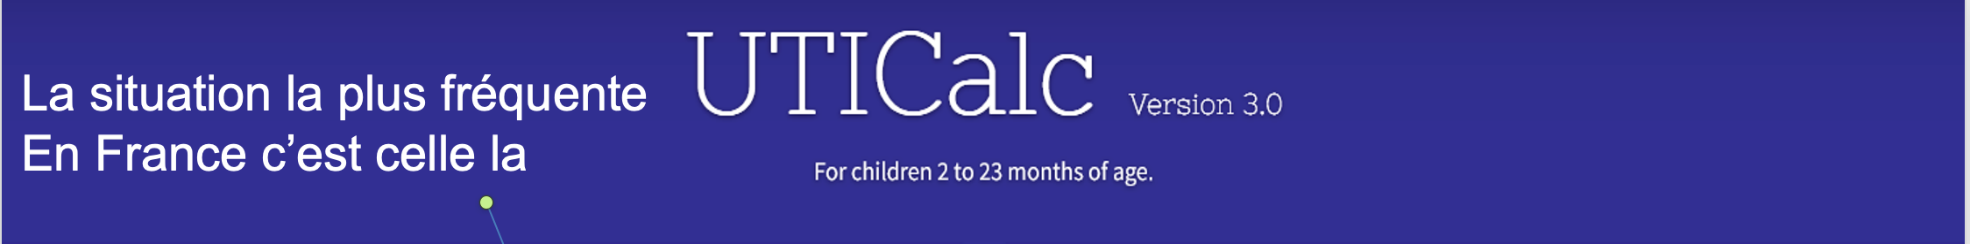 La situation la plus fréquente
En France c’est celle la
UTICalc Version 3.0
For children 2 to 23 months of age.